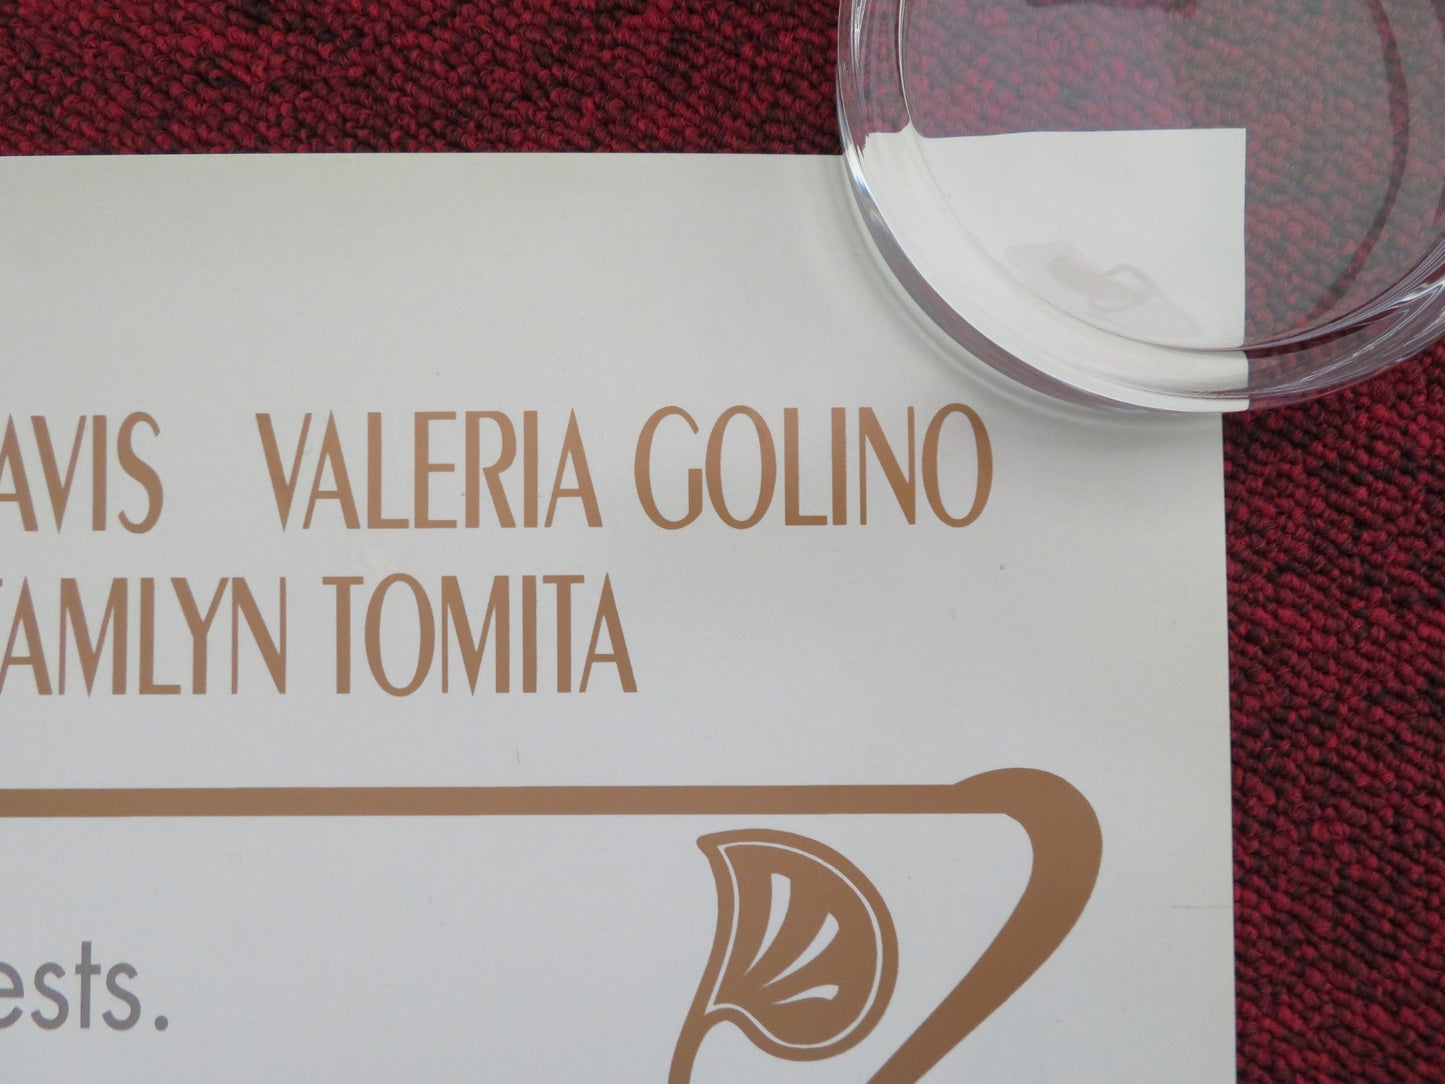 AVIS VALERIA GOLINO
TAMLYN TOMITA
ests.